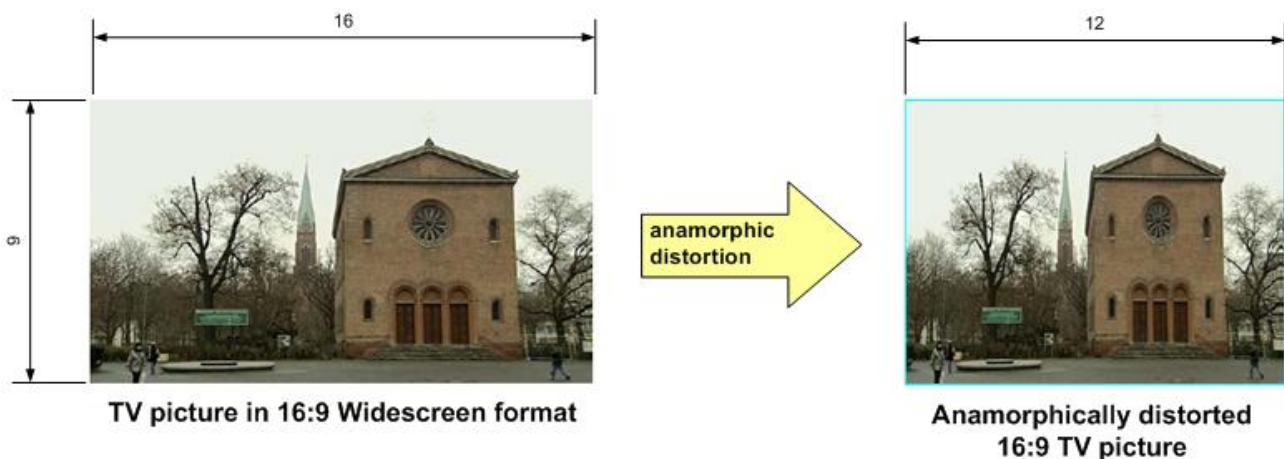 16
12
9
anamorphic
distortion
TV picture in 16:9 Widescreen format
Anamorphically distorted
16:9 TV picture